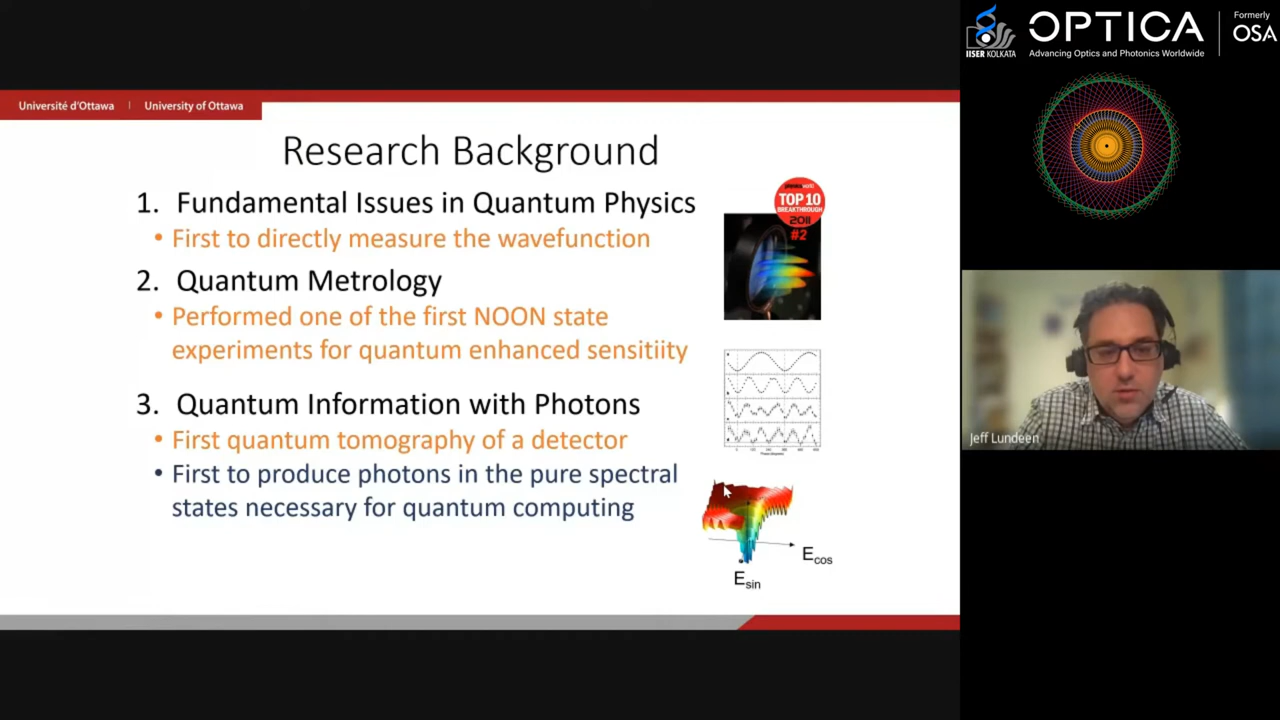 Université d'Ottawa | University of Ottawa
Research Background
1. Fundamental Issues in Quantum Physics
• First to directly measure the wavefunction
2. Quantum Metrology
• Performed one of the first NOON state
experiments for quantum enhanced sensitiity
3. Quantum Information with Photons
• First quantum tomography of a detector
• First to produce photons in the pure spectral
states necessary for quantum computing
TOP 10
BREAKTHROUGH
2011
#2
Ecos
Esin
IISER KOLKATA
OPTICA
Advancing Optics and Photonics Worldwide
Formerly
OSA
Jeff Lundeen